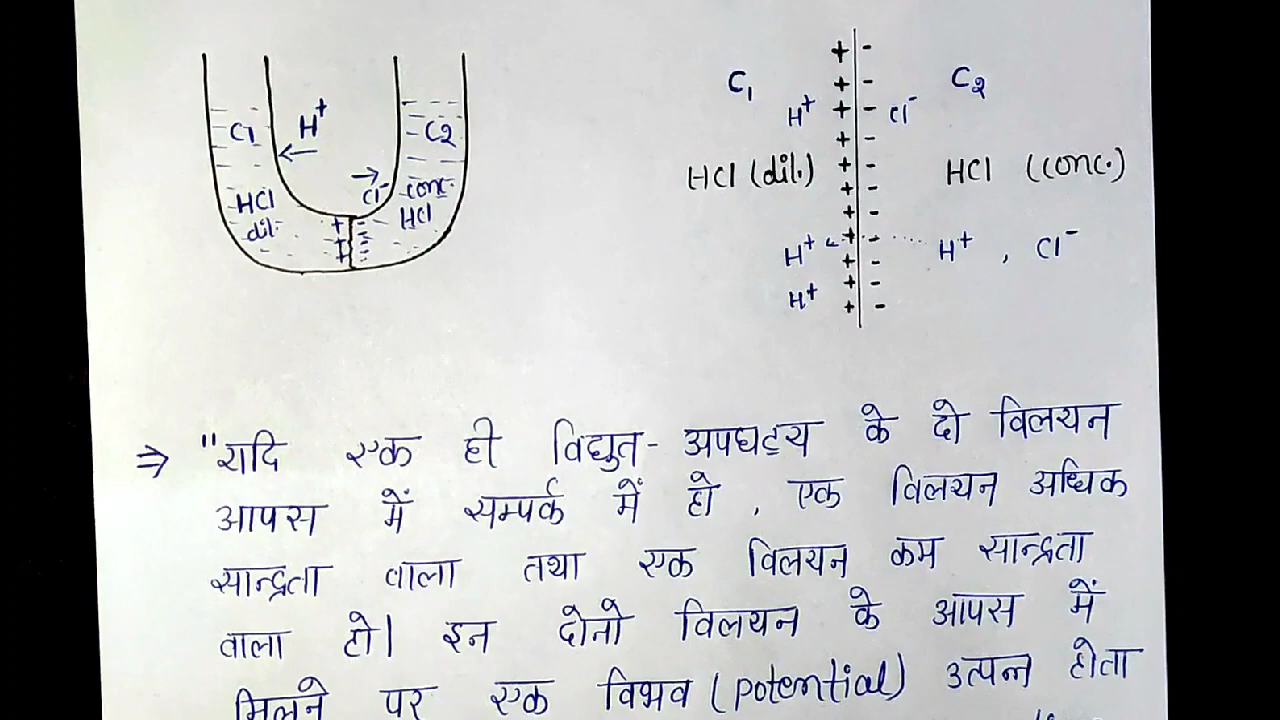 C1 H+ C2
Cl-
HCl dil.
conc. HCl
C1 C2
H+ Cl-
HCl (dil.) HCl (conc.)
H+ H+ , Cl-
H+
⇒ "यदि एक ही विद्युत-अपघट्य के दो विलयन
आपस में सम्पर्क में हो , एक विलयन अधिक
सान्द्रता वाला तथा एक विलयन कम सान्द्रता
वाला हो। इन दोनो विलयन के आपस में
मिलने पर एक विभव (potential) उत्पन्न होता